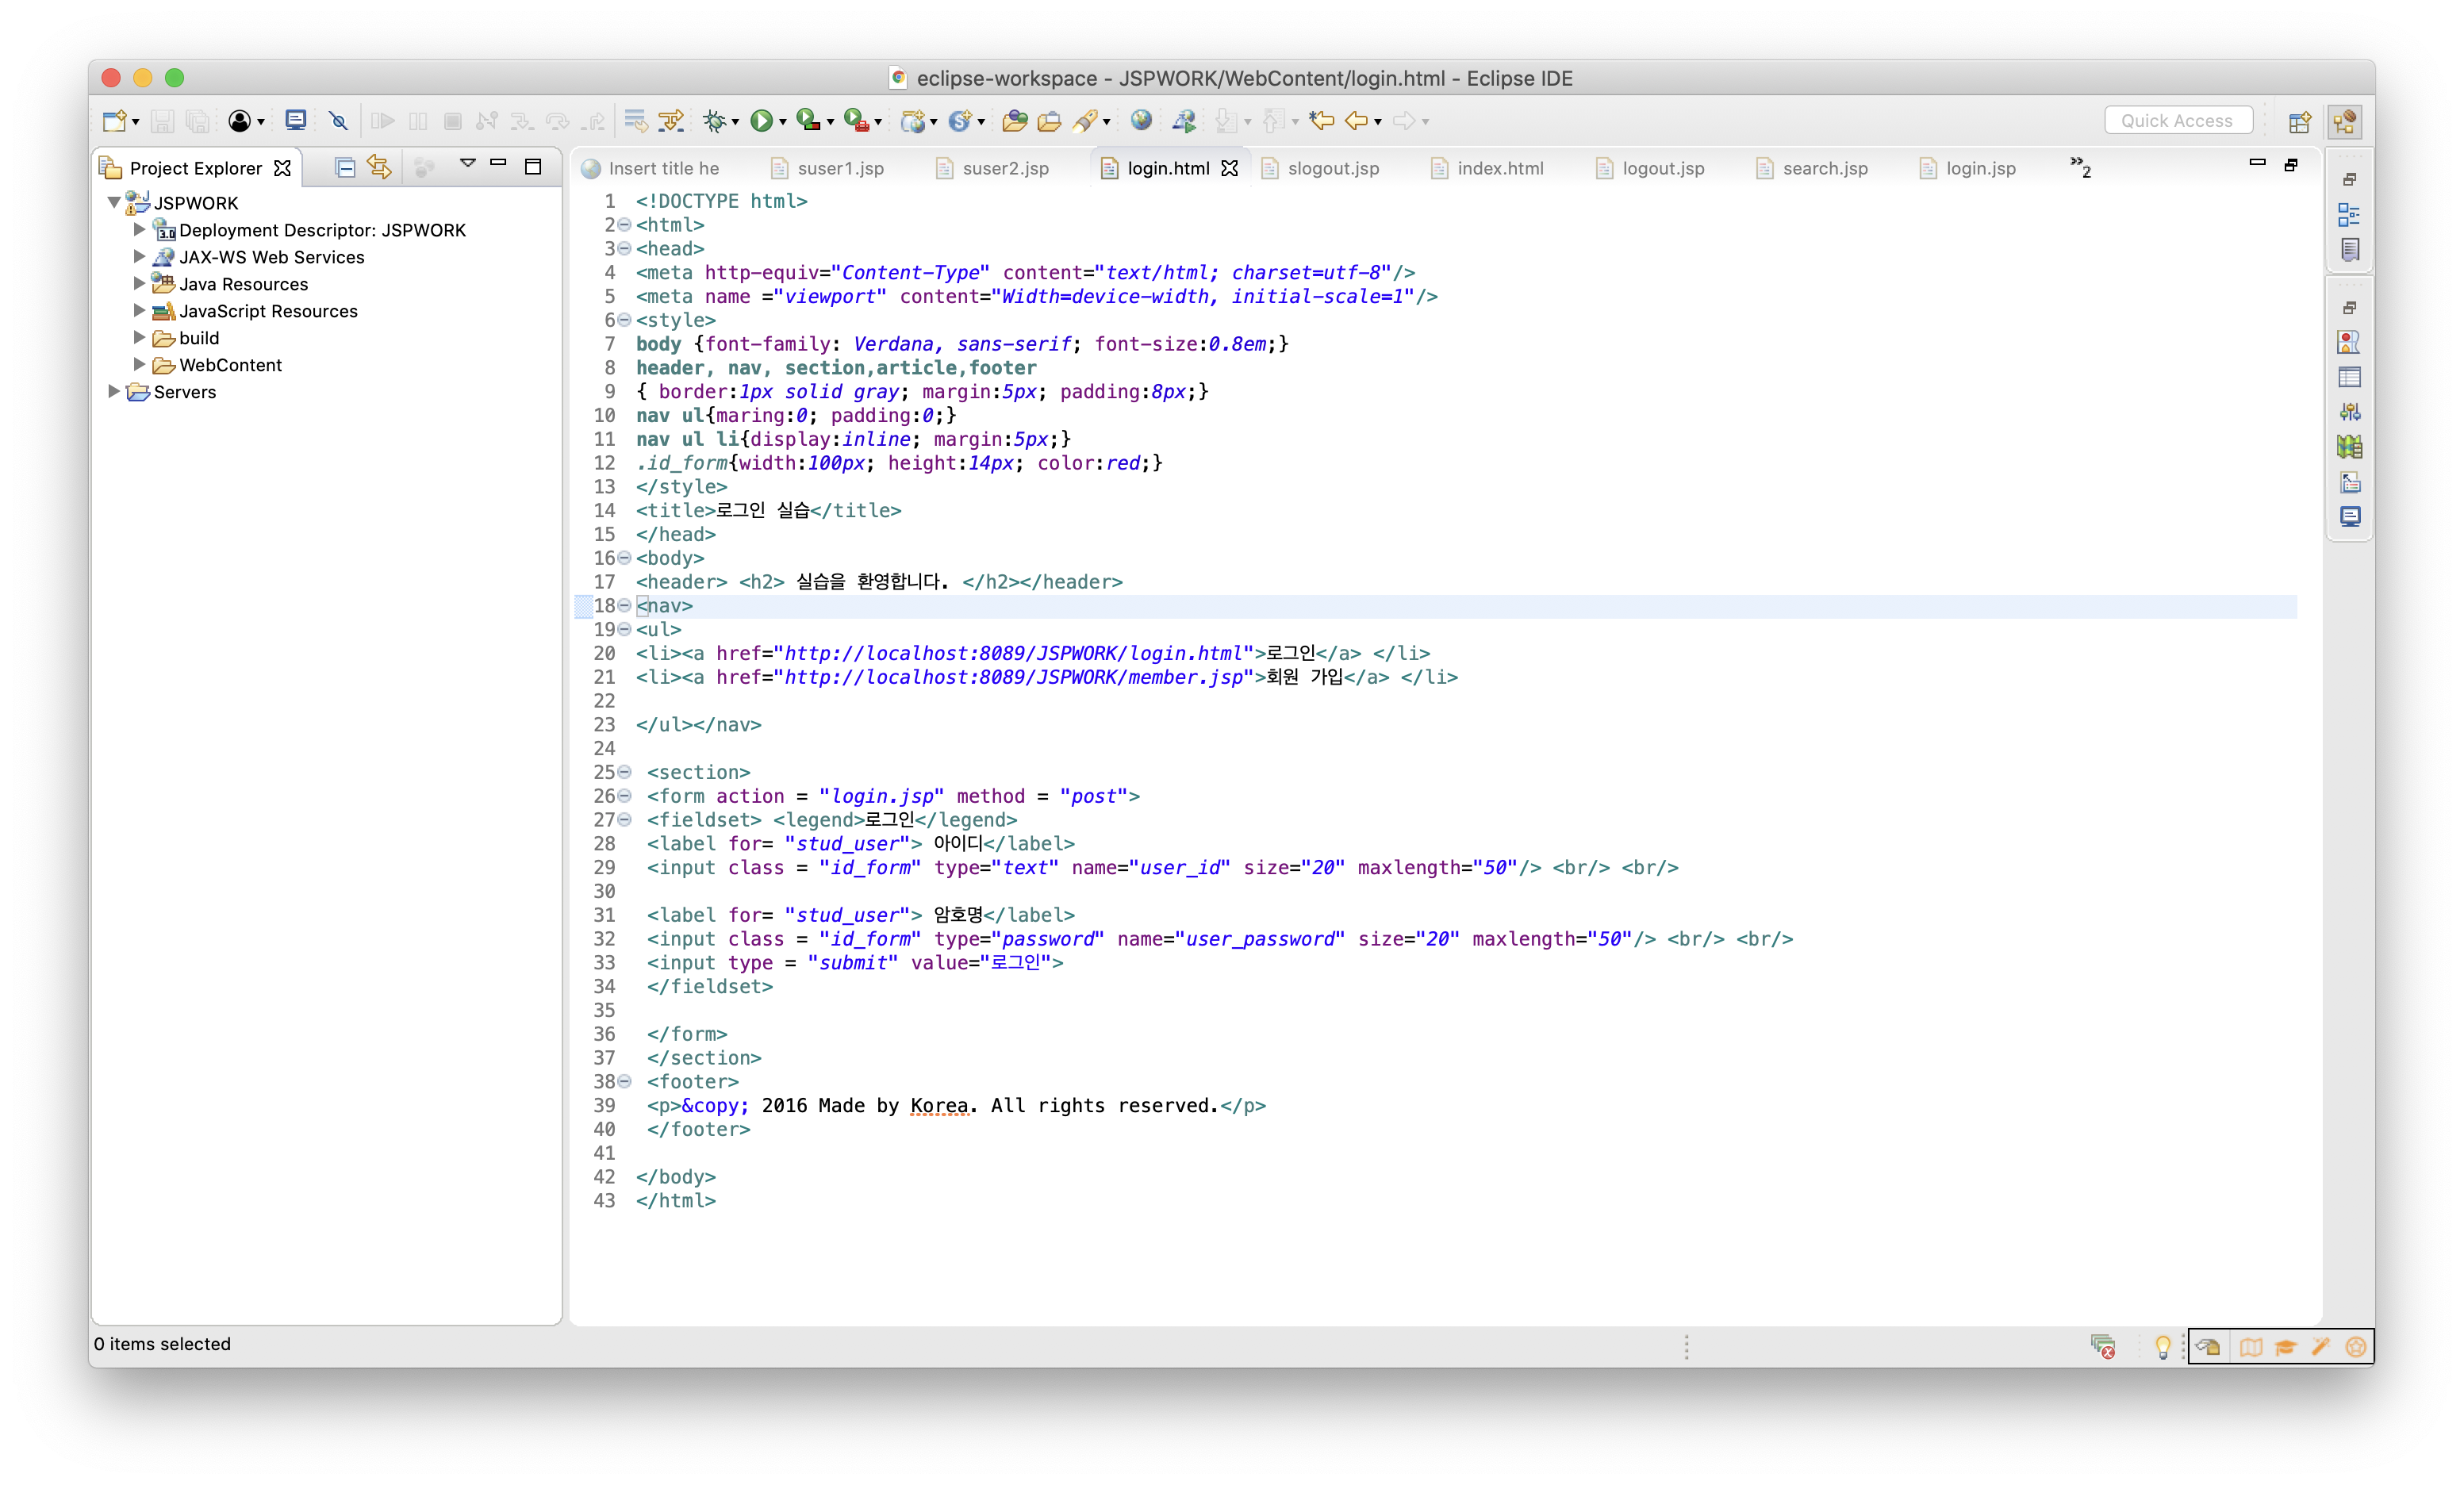 eclipse-workspace - JSPWORK/WebContent/login.html - Eclipse IDE
Quick Access
Project Explorer
Insert title he
suser1.jsp
suser2.jsp
login.html
slogout.jsp
index.html
logout.jsp
search.jsp
login.jsp
»2
JSPWORK
3.0 Deployment Descriptor: JSPWORK
JAX-WS Web Services
Java Resources
JavaScript Resources
build
WebContent
Servers
1 <!DOCTYPE html>
2 <html>
3 <head>
4 <meta http-equiv="Content-Type" content="text/html; charset=utf-8"/>
5 <meta name ="viewport" content="Width=device-width, initial-scale=1"/>
6 <style>
7 body {font-family: Verdana, sans-serif; font-size:0.8em;}
8 header, nav, section,article,footer
9 { border:1px solid gray; margin:5px; padding:8px;}
10 nav ul{maring:0; padding:0;}
11 nav ul li{display:inline; margin:5px;}
12 .id_form{width:100px; height:14px; color:red;}
13 </style>
14 <title>로그인 실습</title>
15 </head>
16 <body>
17 <header> <h2> 실습을 환영합니다. </h2></header>
18 <nav>
19 <ul>
20 <li><a href="http://localhost:8089/JSPWORK/login.html">로그인</a> </li>
21 <li><a href="http://localhost:8089/JSPWORK/member.jsp">회원 가입</a> </li>
22
23 </ul></nav>
24
25 <section>
26 <form action = "login.jsp" method = "post">
27 <fieldset> <legend>로그인</legend>
28 <label for= "stud_user"> 아이디</label>
29 <input class = "id_form" type="text" name="user_id" size="20" maxlength="50"/> <br/> <br/>
30
31 <label for= "stud_user"> 암호명</label>
32 <input class = "id_form" type="password" name="user_password" size="20" maxlength="50"/> <br/> <br/>
33 <input type = "submit" value="로그인">
34 </fieldset>
35
36 </form>
37 </section>
38 <footer>
39 <p>&copy; 2016 Made by Korea. All rights reserved.</p>
40 </footer>
41
42 </body>
43 </html>
0 items selected